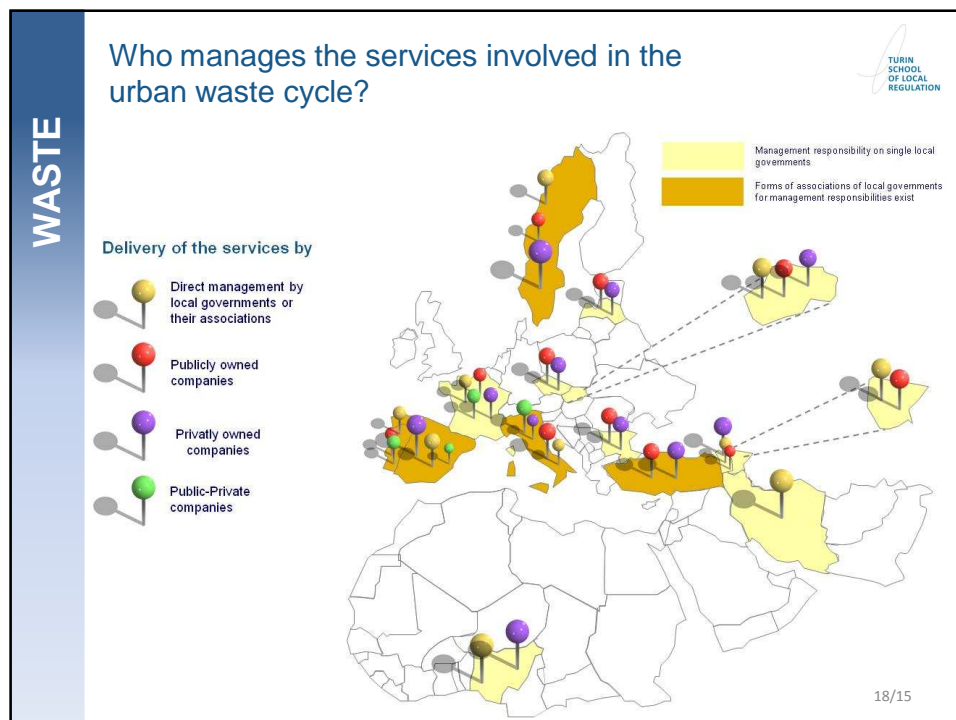 WASTE
Who manages the services involved in the
urban waste cycle?
TURIN
SCHOOL
OF LOCAL
REGULATION
Management responsibility on single local
governments
Forms of associations of local governments
for management responsibilities exist
Delivery of the services by
Direct management by
local governments or
their associations
Publicly owned
companies
Privatly owned
companies
Public-Private
companies
18/15